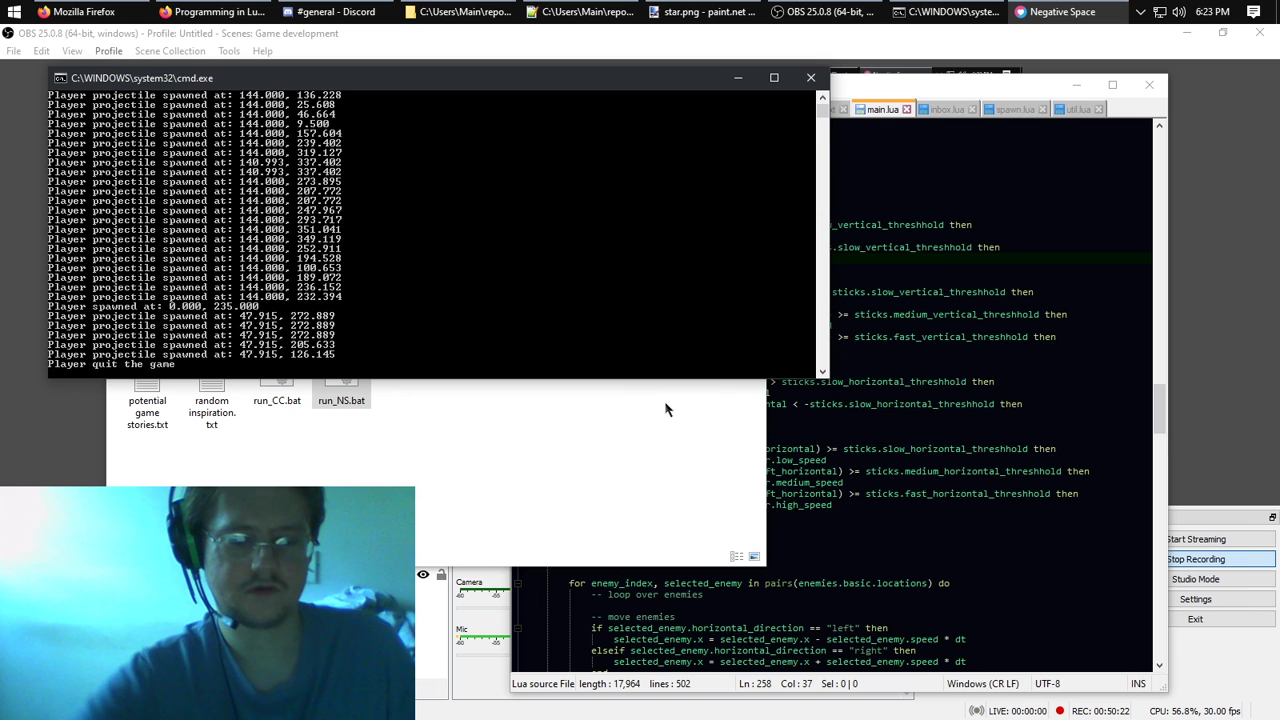 Mozilla Firefox
Programming in Lu...
#general - Discord
C:\Users\Main\repo...
C:\Users\Main\repo...
star.png - paint.net ...
OBS 25.0.8 (64-bit, ...
C:\WINDOWS\syste...
Negative Space
6:23 PM
OBS 25.0.8 (64-bit, windows) - Profile: Untitled - Scenes: Game development
File Edit View Profile Scene Collection Tools Help
C:\WINDOWS\system32\cmd.exe
Player projectile spawned at: 144.000, 136.228
Player projectile spawned at: 144.000, 25.608
Player projectile spawned at: 144.000, 46.664
Player projectile spawned at: 144.000, 9.500
Player projectile spawned at: 144.000, 157.604
Player projectile spawned at: 144.000, 239.402
Player projectile spawned at: 144.000, 319.127
Player projectile spawned at: 140.993, 337.402
Player projectile spawned at: 140.993, 337.402
Player projectile spawned at: 144.000, 273.895
Player projectile spawned at: 144.000, 207.772
Player projectile spawned at: 144.000, 207.772
Player projectile spawned at: 144.000, 247.967
Player projectile spawned at: 144.000, 293.717
Player projectile spawned at: 144.000, 351.041
Player projectile spawned at: 144.000, 349.119
Player projectile spawned at: 144.000, 252.911
Player projectile spawned at: 144.000, 194.528
Player projectile spawned at: 144.000, 100.653
Player projectile spawned at: 144.000, 189.072
Player projectile spawned at: 144.000, 236.152
Player projectile spawned at: 144.000, 232.394
Player spawned at: 0.000, 235.000
Player projectile spawned at: 47.915, 272.889
Player projectile spawned at: 47.915, 272.889
Player projectile spawned at: 47.915, 272.889
Player projectile spawned at: 47.915, 205.633
Player projectile spawned at: 47.915, 126.145
Player quit the game
main.lua
inbox.lua
spawn.lua
util.lua
_vertical_threshhold then
.slow_vertical_threshhold then
sticks.slow_vertical_threshhold then
>= sticks.medium_vertical_threshhold then
>= sticks.fast_vertical_threshhold then
> sticks.slow_horizontal_threshhold then
ntal < -sticks.slow_horizontal_threshhold then
orizontal) >= sticks.slow_horizontal_threshhold then
r.low_speed
ft_horizontal) >= sticks.medium_horizontal_threshhold then
r.medium_speed
ft_horizontal) >= sticks.fast_horizontal_threshhold then
r.high_speed
for enemy_index, selected_enemy in pairs(enemies.basic.locations) do
-- loop over enemies
-- move enemies
if selected_enemy.horizontal_direction == "left" then
selected_enemy.x = selected_enemy.x - selected_enemy.speed * dt
elseif selected_enemy.horizontal_direction == "right" then
selected_enemy.x = selected_enemy.x + selected_enemy.speed * dt
Lua source File length : 17,964 lines : 502 Ln : 258 Col : 37 Sel : 0 | 0 Windows (CR LF) UTF-8 INS
potential game stories.txt
random inspiration.txt
run_CC.bat
run_NS.bat
Camera
Mic
Start Streaming
Stop Recording
Studio Mode
Settings
Exit
LIVE: 00:00:00 REC: 00:50:22 CPU: 56.8%, 30.00 fps